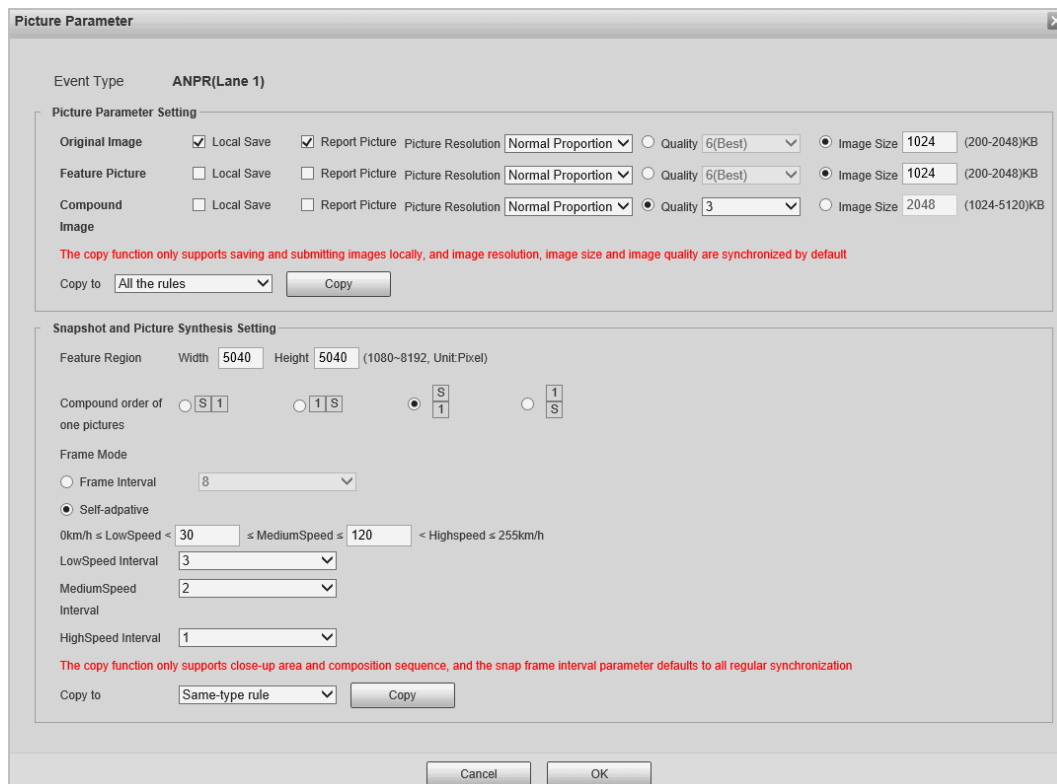 Picture Parameter
Event Type ANPR(Lane 1)
Picture Parameter Setting
Original Image Local Save Report Picture Picture Resolution Normal Proportion Quality 6(Best) Image Size 1024 (200-2048)KB
Feature Picture Local Save Report Picture Picture Resolution Normal Proportion Quality 6(Best) Image Size 1024 (200-2048)KB
Compound Local Save Report Picture Picture Resolution Normal Proportion Quality 3 Image Size 2048 (1024-5120)KB
Image
The copy function only supports saving and submitting images locally, and image resolution, image size and image quality are synchronized by default
Copy to All the rules Copy
Snapshot and Picture Synthesis Setting
Feature Region Width 5040 Height 5040 (1080~8192, Unit:Pixel)
Compound order of S 1 1 S S 1 1 S
one pictures
Frame Mode
Frame Interval 8
Self-adpative
0km/h ≤ LowSpeed < 30 ≤ MediumSpeed ≤ 120 < Highspeed ≤ 255km/h
LowSpeed Interval 3
MediumSpeed 2
Interval
HighSpeed Interval 1
The copy function only supports close-up area and composition sequence, and the snap frame interval parameter defaults to all regular synchronization
Copy to Same-type rule Copy
Cancel OK